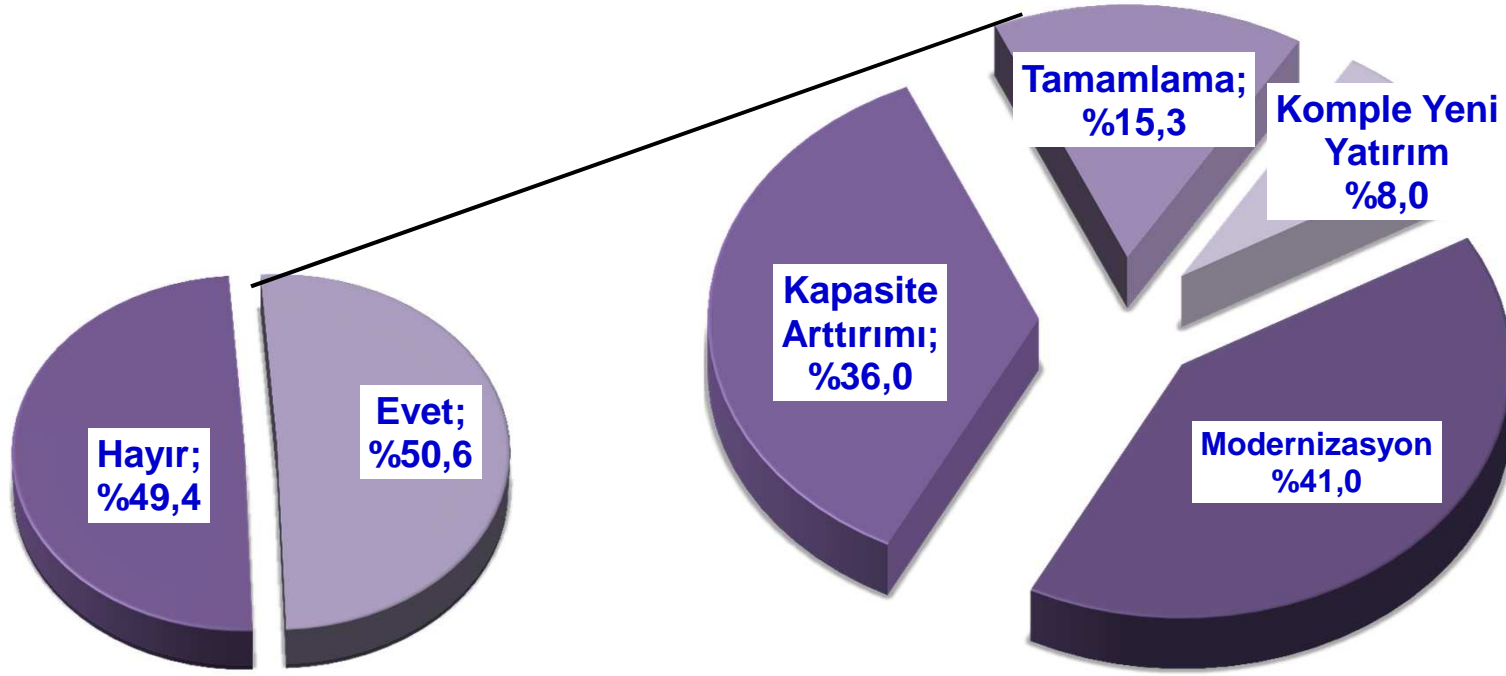 Hayır;
%49,4
Evet;
%50,6
Kapasite
Arttırımı;
%36,0
Tamamlama;
%15,3
Komple Yeni
Yatırım
%8,0
Modernizasyon
%41,0